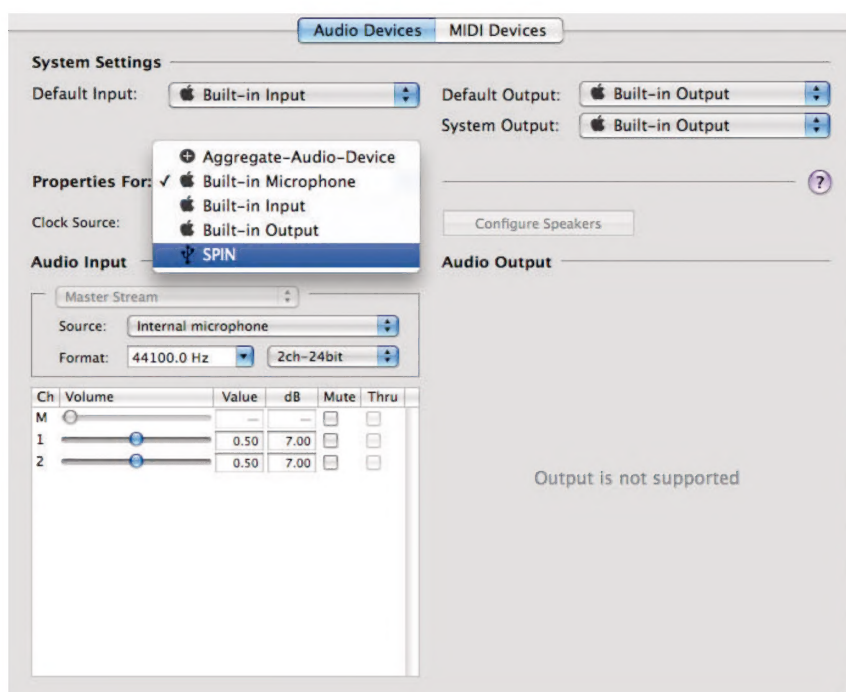 Audio Devices MIDI Devices
System Settings
Default Input: Built-in Input
Default Output: Built-in Output
System Output: Built-in Output
Aggregate-Audio-Device
Properties For: ✓ Built-in Microphone
?
Built-in Input
Clock Source:
Built-in Output
Configure Speakers
SPIN
Audio Input
Audio Output
Master Stream
Source: Internal microphone
Format: 44100.0 Hz 2ch-24bit
Ch Volume Value dB Mute Thru
M — —
1 0.50 7.00
2 0.50 7.00
Output is not supported